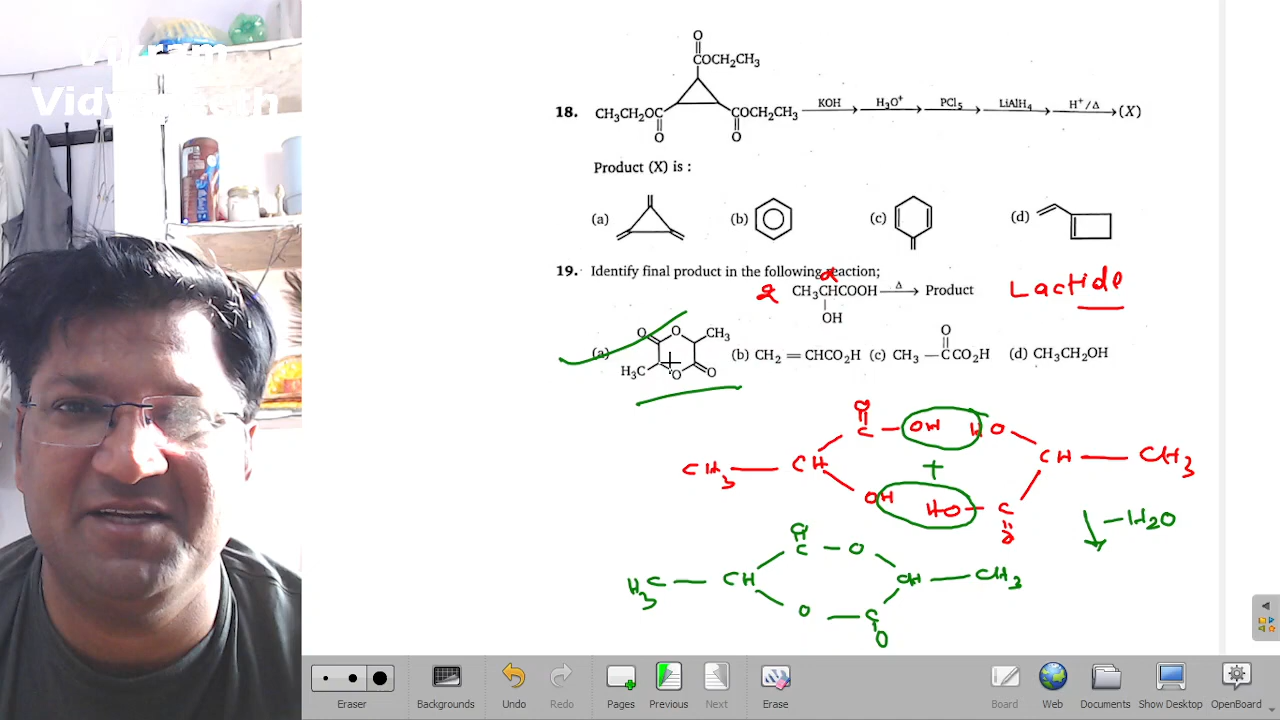 Vikram
Vidyapeeth
O
COCH2CH3
18. CH3CH2OC COCH2CH3 KOH H3O+ PCl5 LiAlH4 H+/Δ (X)
O O
Product (X) is :
(a) (b) (c) (d)
19. Identify final product in the following reaction;
2 CH3CHCOOH Δ Product Lactide
α
OH
(a) O O CH3 H3C O O (b) CH2 = CHCO2H (c) CH3 — C CO2H (d) CH3CH2OH
O
O
C — OH HO
CH3 — CH CH — CH3
+
OH HO — C
O
— H2O
O
C — O
H3C — CH CH — CH3
O — C
O
Eraser
Backgrounds
Undo
Redo
Pages
Previous
Next
Erase
Board
Web
Documents
Show Desktop
OpenBoard